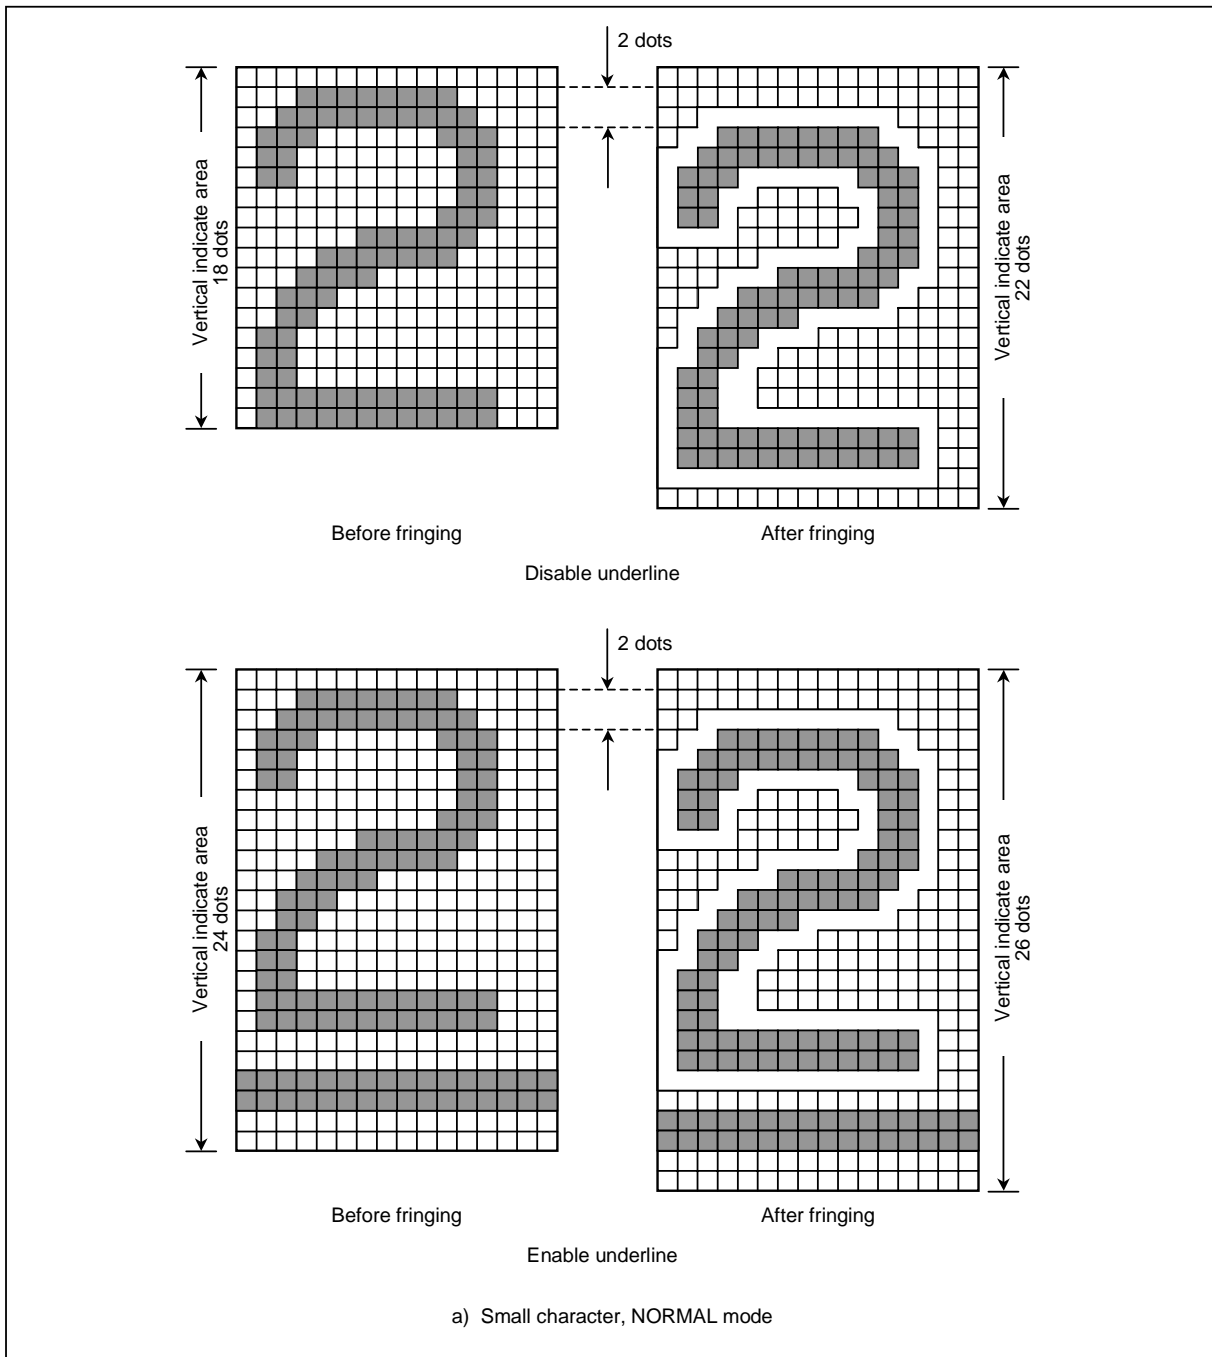 2 dots
Vertical indicate area
18 dots
Vertical indicate area
22 dots
Before fringing
After fringing
Disable underline
2 dots
Vertical indicate area
24 dots
Vertical indicate area
26 dots
Before fringing
After fringing
Enable underline
a) Small character, NORMAL mode